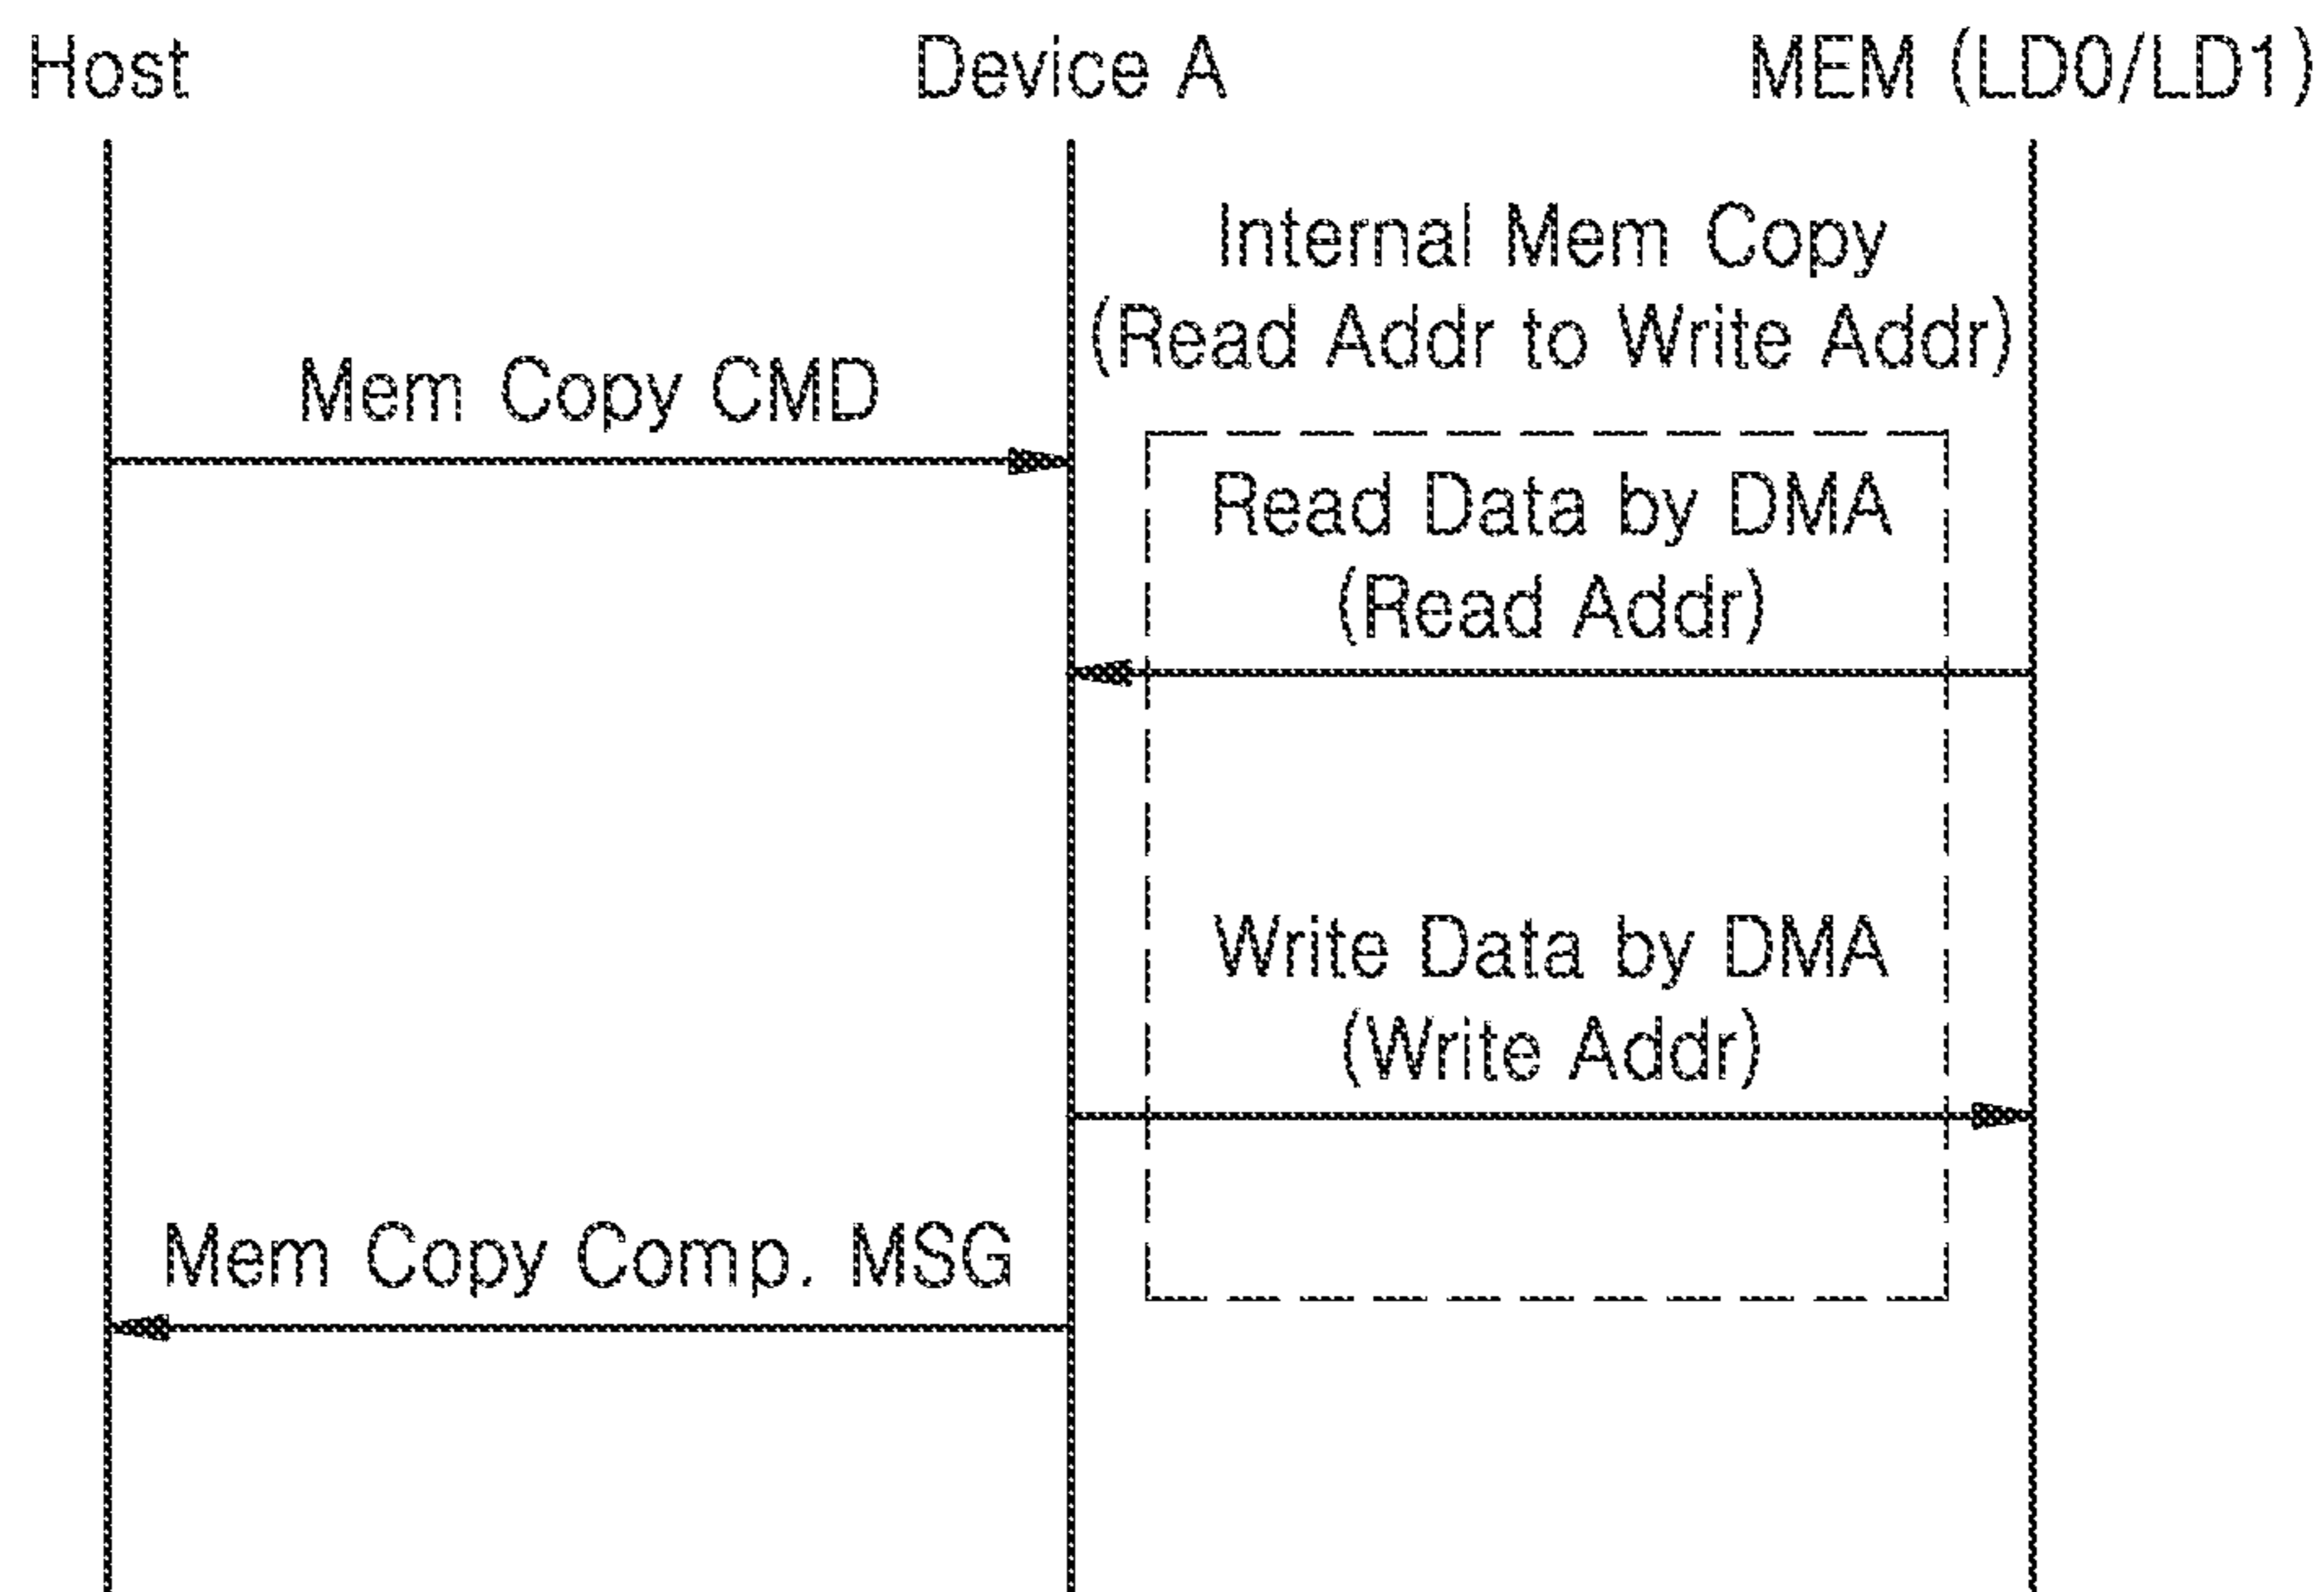 Host
Device A
MEM (LD0/LD1)
Internal Mem Copy
(Read Addr to Write Addr)
Mem Copy CMD
Read Data by DMA
(Read Addr)
Write Data by DMA
(Write Addr)
Mem Copy Comp. MSG